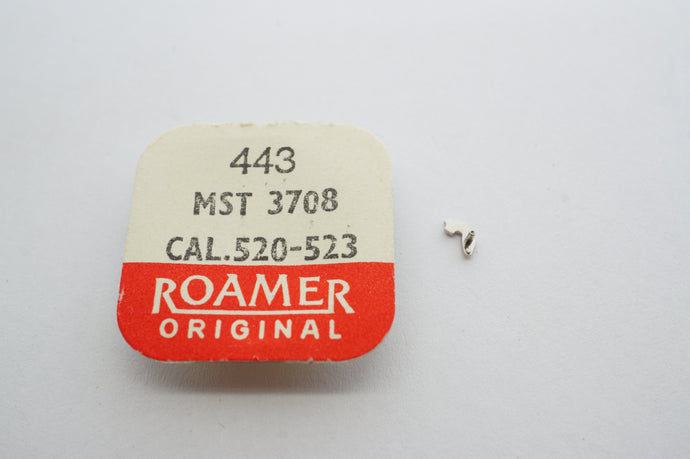 443
MST 3708
CAL.520-523
ROAMER
ORIGINAL